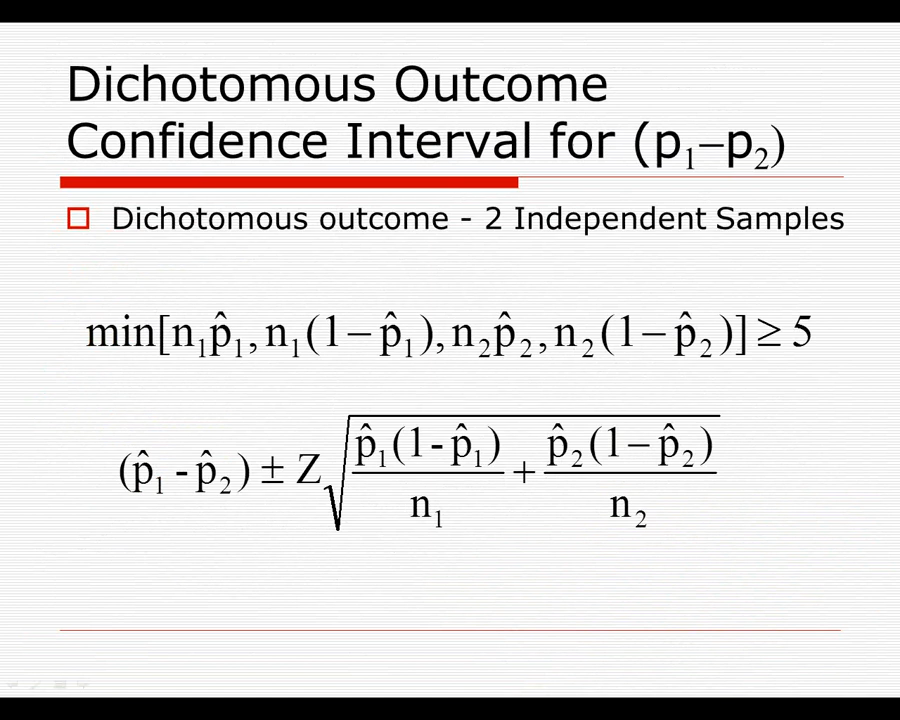 Dichotomous Outcome
Confidence Interval for (p₁−p₂)
Dichotomous outcome - 2 Independent Samples
min[n₁p̂₁, n₁(1−p̂₁), n₂p̂₂, n₂(1−p̂₂)] ≥ 5
(p̂₁ - p̂₂) ± Z√(p̂₁(1-p̂₁)/n₁ + p̂₂(1−p̂₂)/n₂)